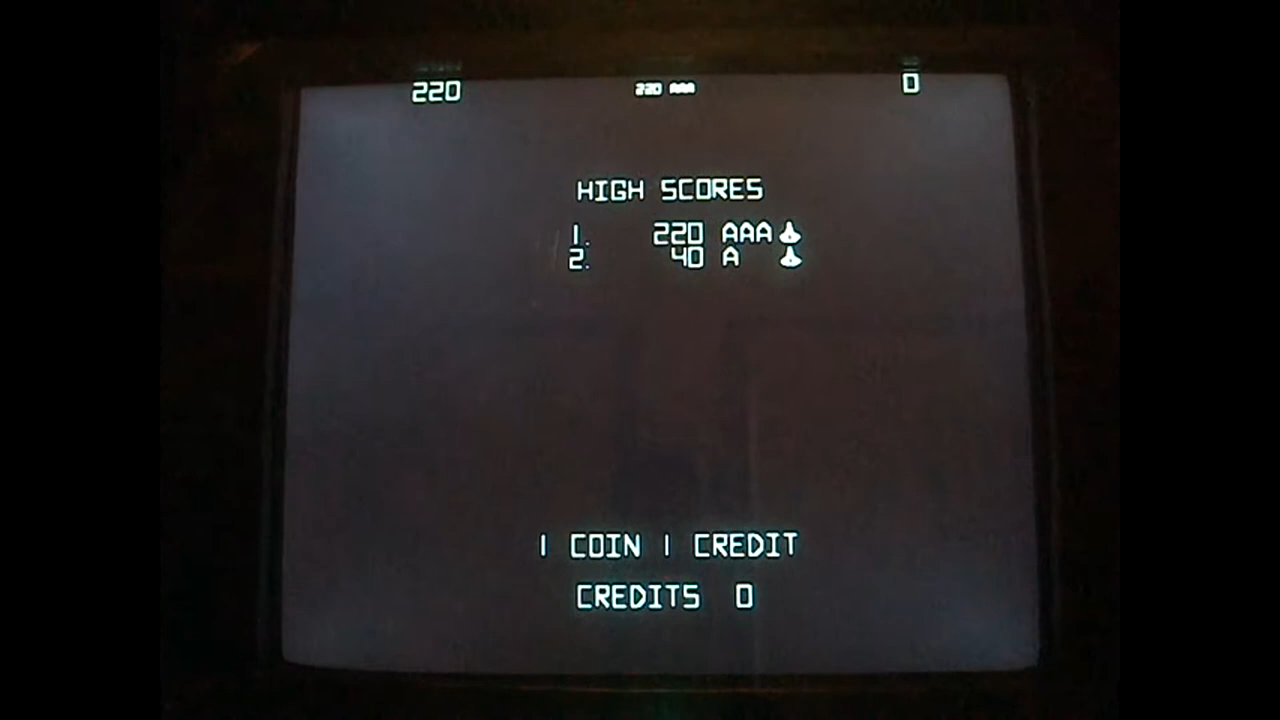 220 220 AAA 0
HIGH SCORES
1. 220 AAA
2. 40 A
1 COIN 1 CREDIT
CREDITS 0